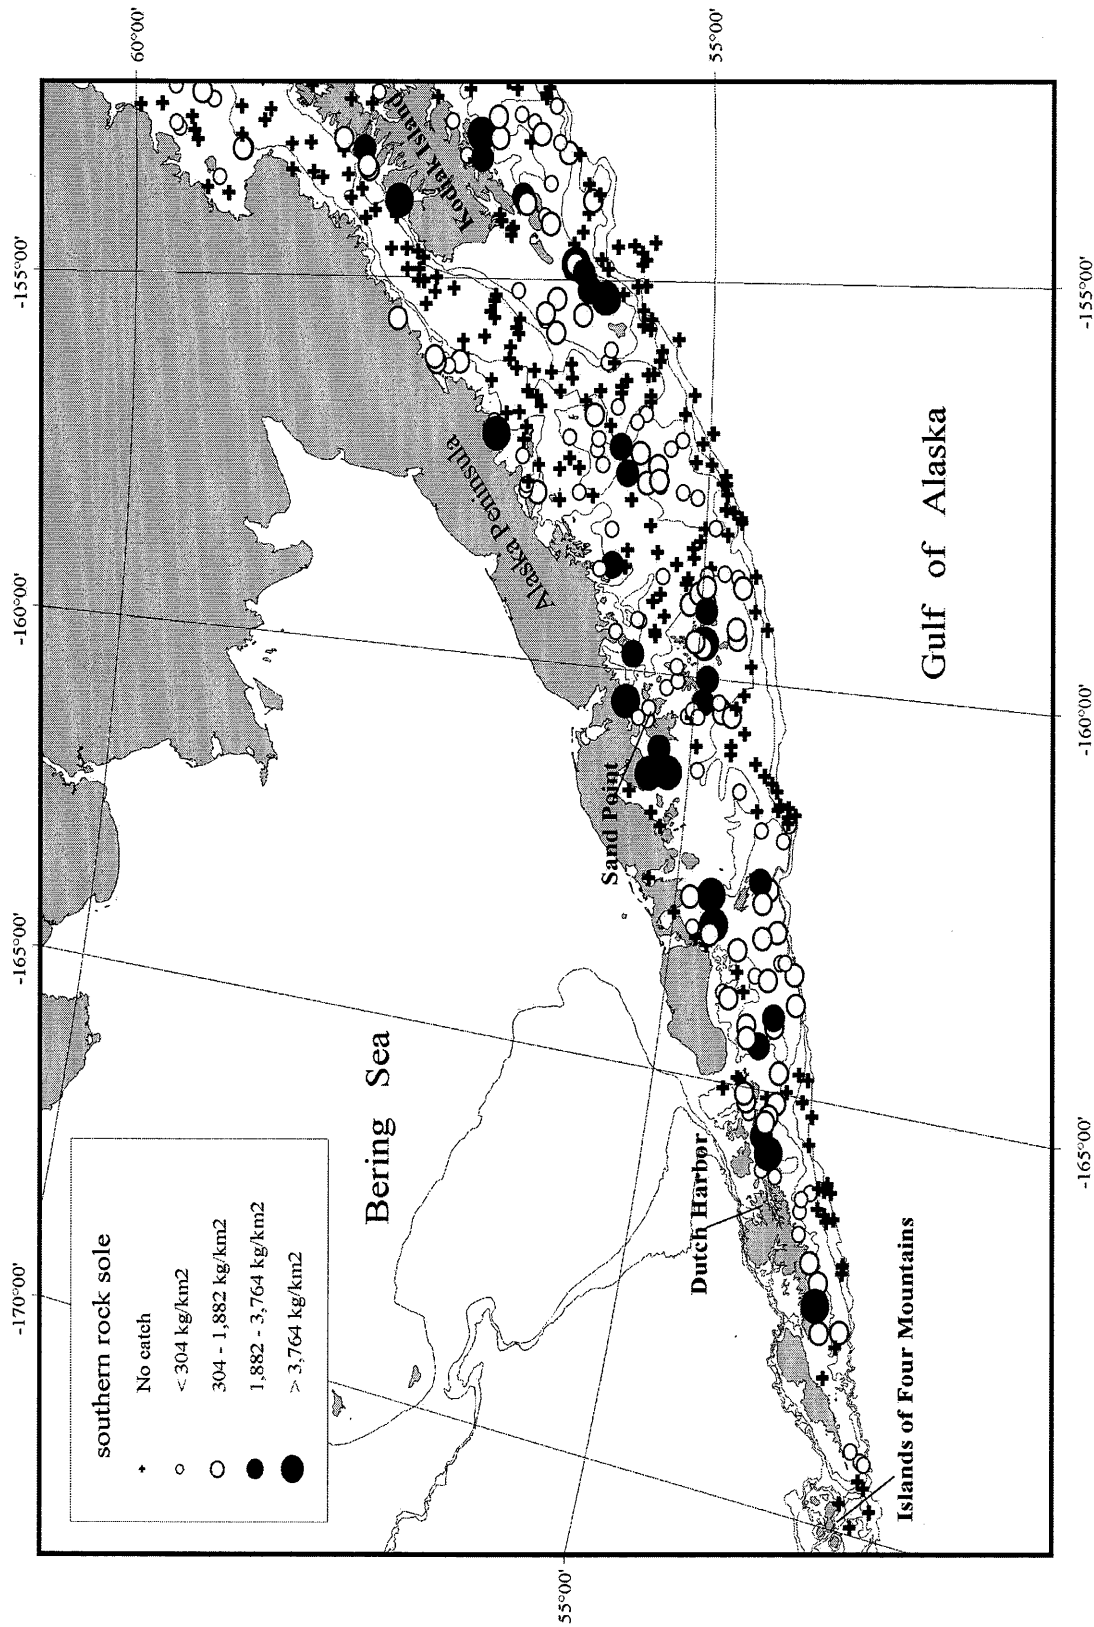 southern rock sole
No catch
< 304 kg/km2
304 - 1,882 kg/km2
1,882 - 3,764 kg/km2
> 3,764 kg/km2
-170°00'
-165°00'
-160°00'
-155°00'
60°00'
55°00'
55°00'
-165°00'
-160°00'
-155°00'
Bering Sea
Gulf of Alaska
Alaska Peninsula
Kodiak Island
Sand Point
Dutch Harbor
Islands of Four Mountains